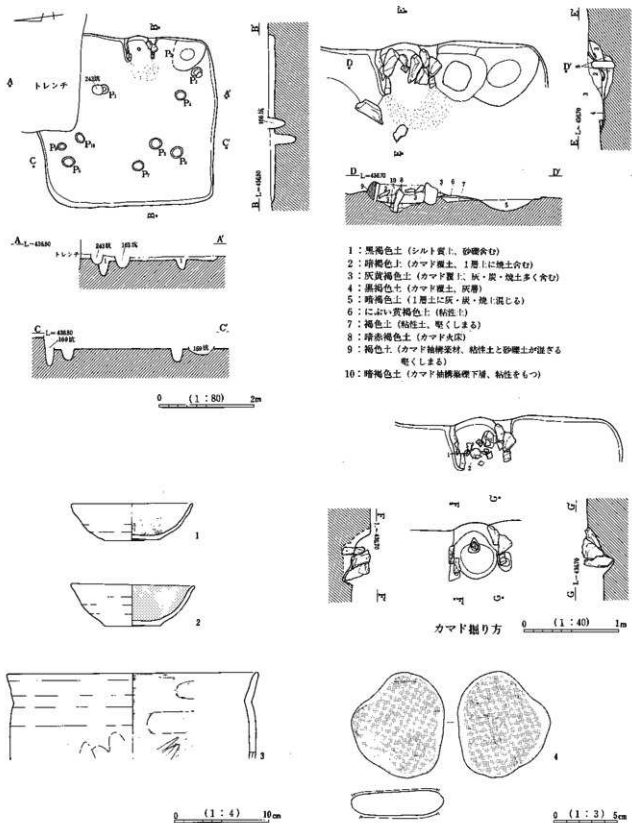 E'
B'
トレンチ
243坑
P1
P2
P3
P4
P5
P6
P7
P8
P9
P10
A
A'
C
C'
B
B'
B
D
D'
E
E'
E
D L=436.70 D'
9 10 8 3 6 7
5
A L=436.80 A'
トレンチ 243坑
C L=436.80 C'
169坑
0 (1:80) 2m
1:黒褐色土(シルト質土、砂礫含む)
2:暗褐色土(カマド覆土、1層土に焼土含む)
3:灰黄褐色土(カマド覆土、灰・炭・焼土多く含む)
4:黒褐色土(カマド覆土、灰層)
5:暗褐色土(1層土に灰・炭・焼土混じる)
6:にぶい黄褐色土(粘性土)
7:褐色土(粘性土、堅くしまる)
8:暗赤褐色土(カマド火床)
9:褐色土(カマド袖構築材、粘性土と砂礫土が混ざる
堅くしまる)
10:暗褐色土(カマド袖構築礫下層、粘性をもつ)
1
2
F
G
F F'
G'
G L=436.70
F'
G
カマド掘り方
0 (1:40) 1m
1
2
3
4
0 (1:4) 10cm
0 (1:3) 5cm